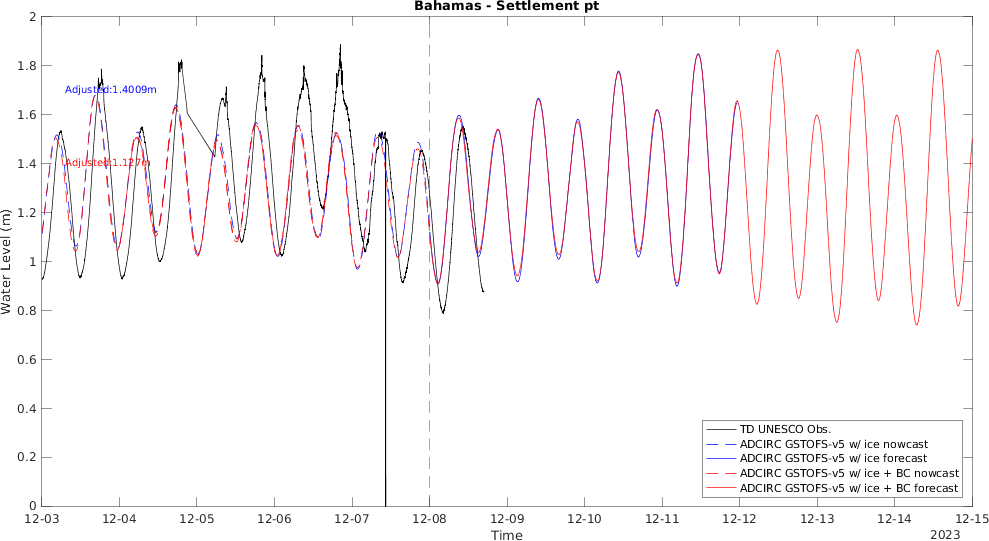 Bahamas - Settlement pt
2
1.8
1.6
1.4
1.2
1
0.8
0.6
0.4
0.2
0
Water Level (m)
Adjusted:1.4009m
Adjusted:1.127m
TD UNESCO Obs.
ADCIRC GSTOFS-v5 w/ ice nowcast
ADCIRC GSTOFS-v5 w/ ice forecast
ADCIRC GSTOFS-v5 w/ ice + BC nowcast
ADCIRC GSTOFS-v5 w/ ice + BC forecast
12-03 12-04 12-05 12-06 12-07 12-08 12-09 12-10 12-11 12-12 12-13 12-14 12-15
Time
2023